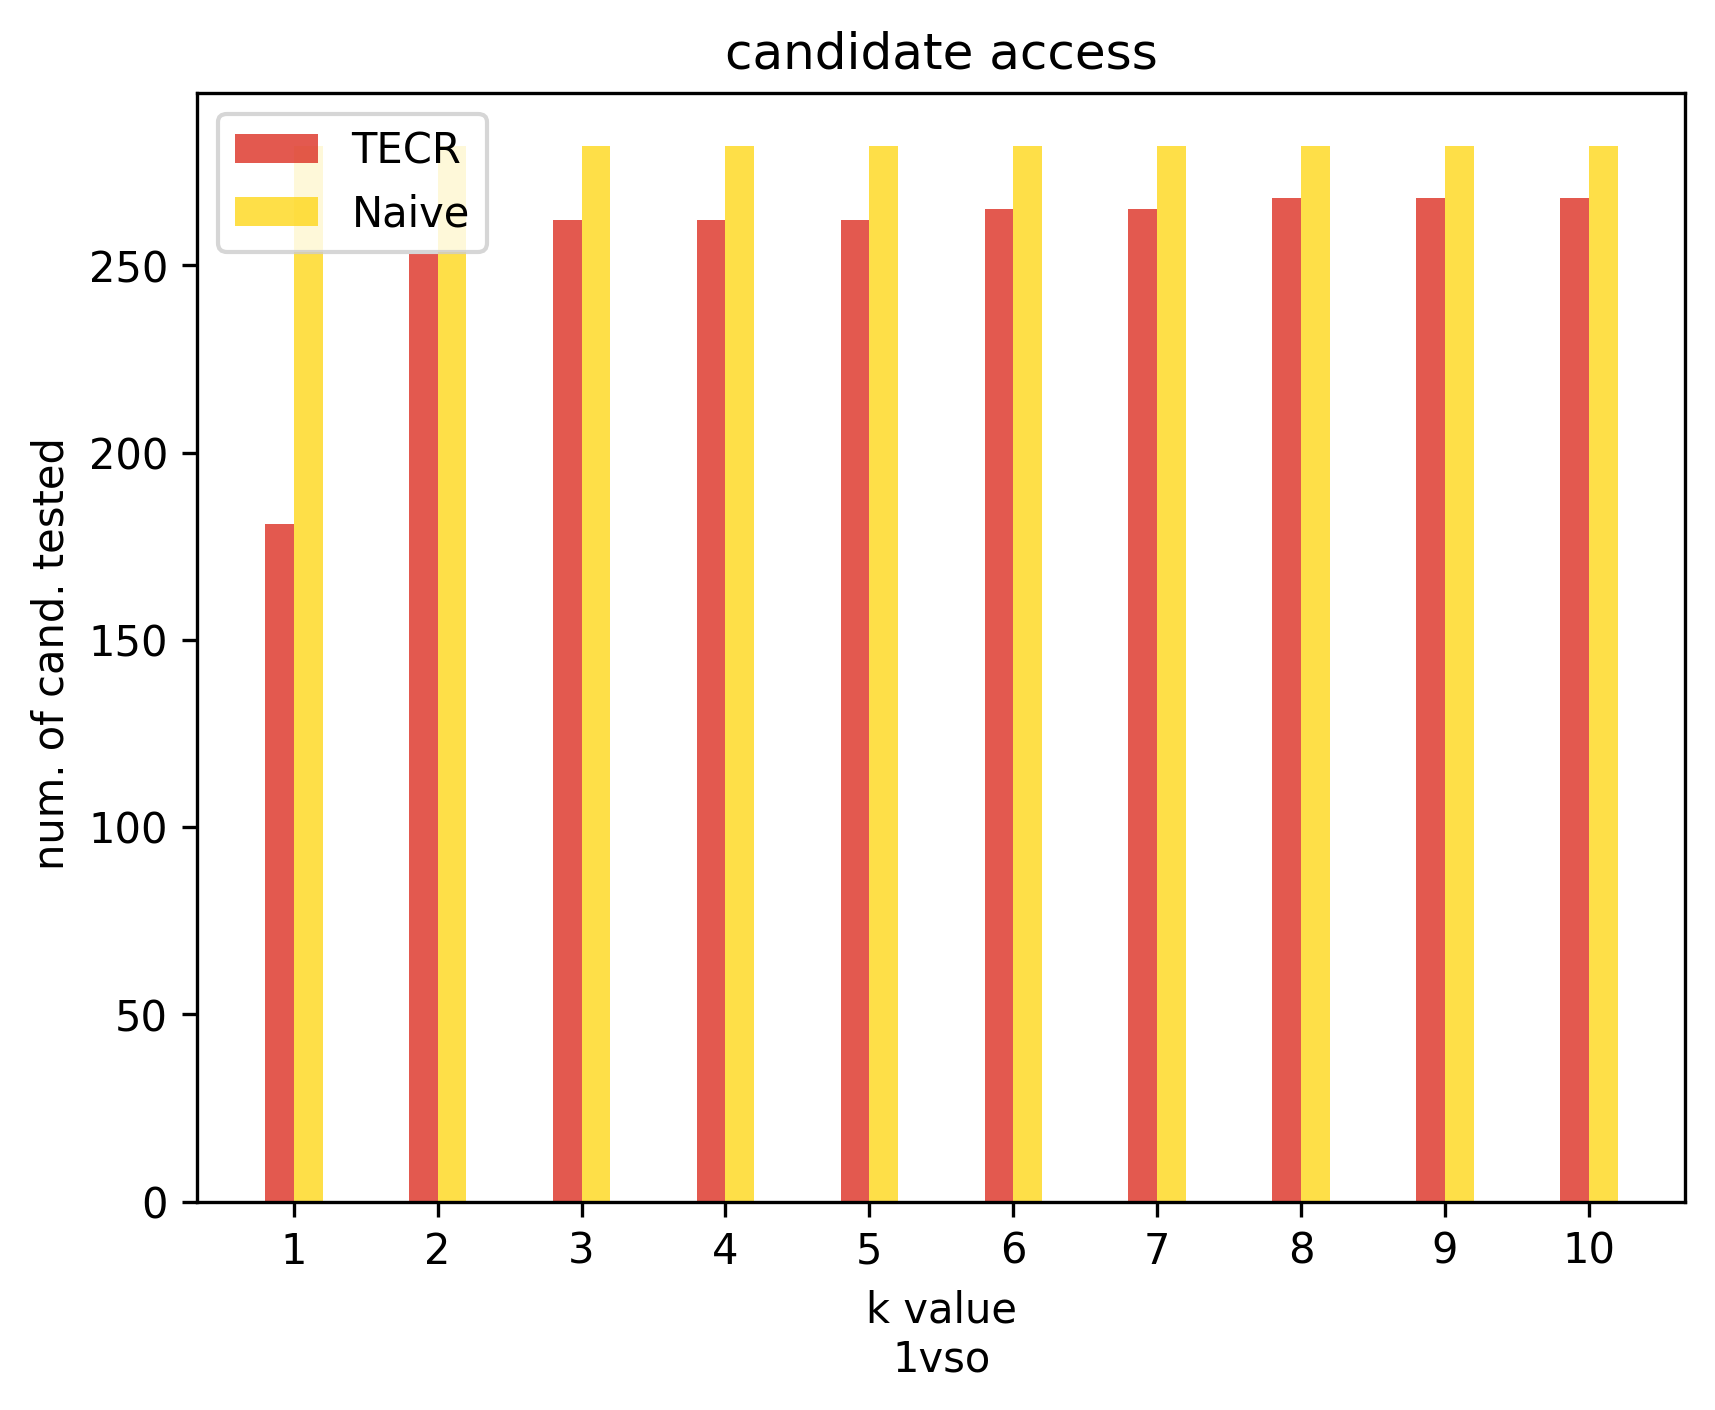 candidate access
TECR
Naive
250
200
150
100
50
0
num. of cand. tested
1 2 3 4 5 6 7 8 9 10
k value
1vso